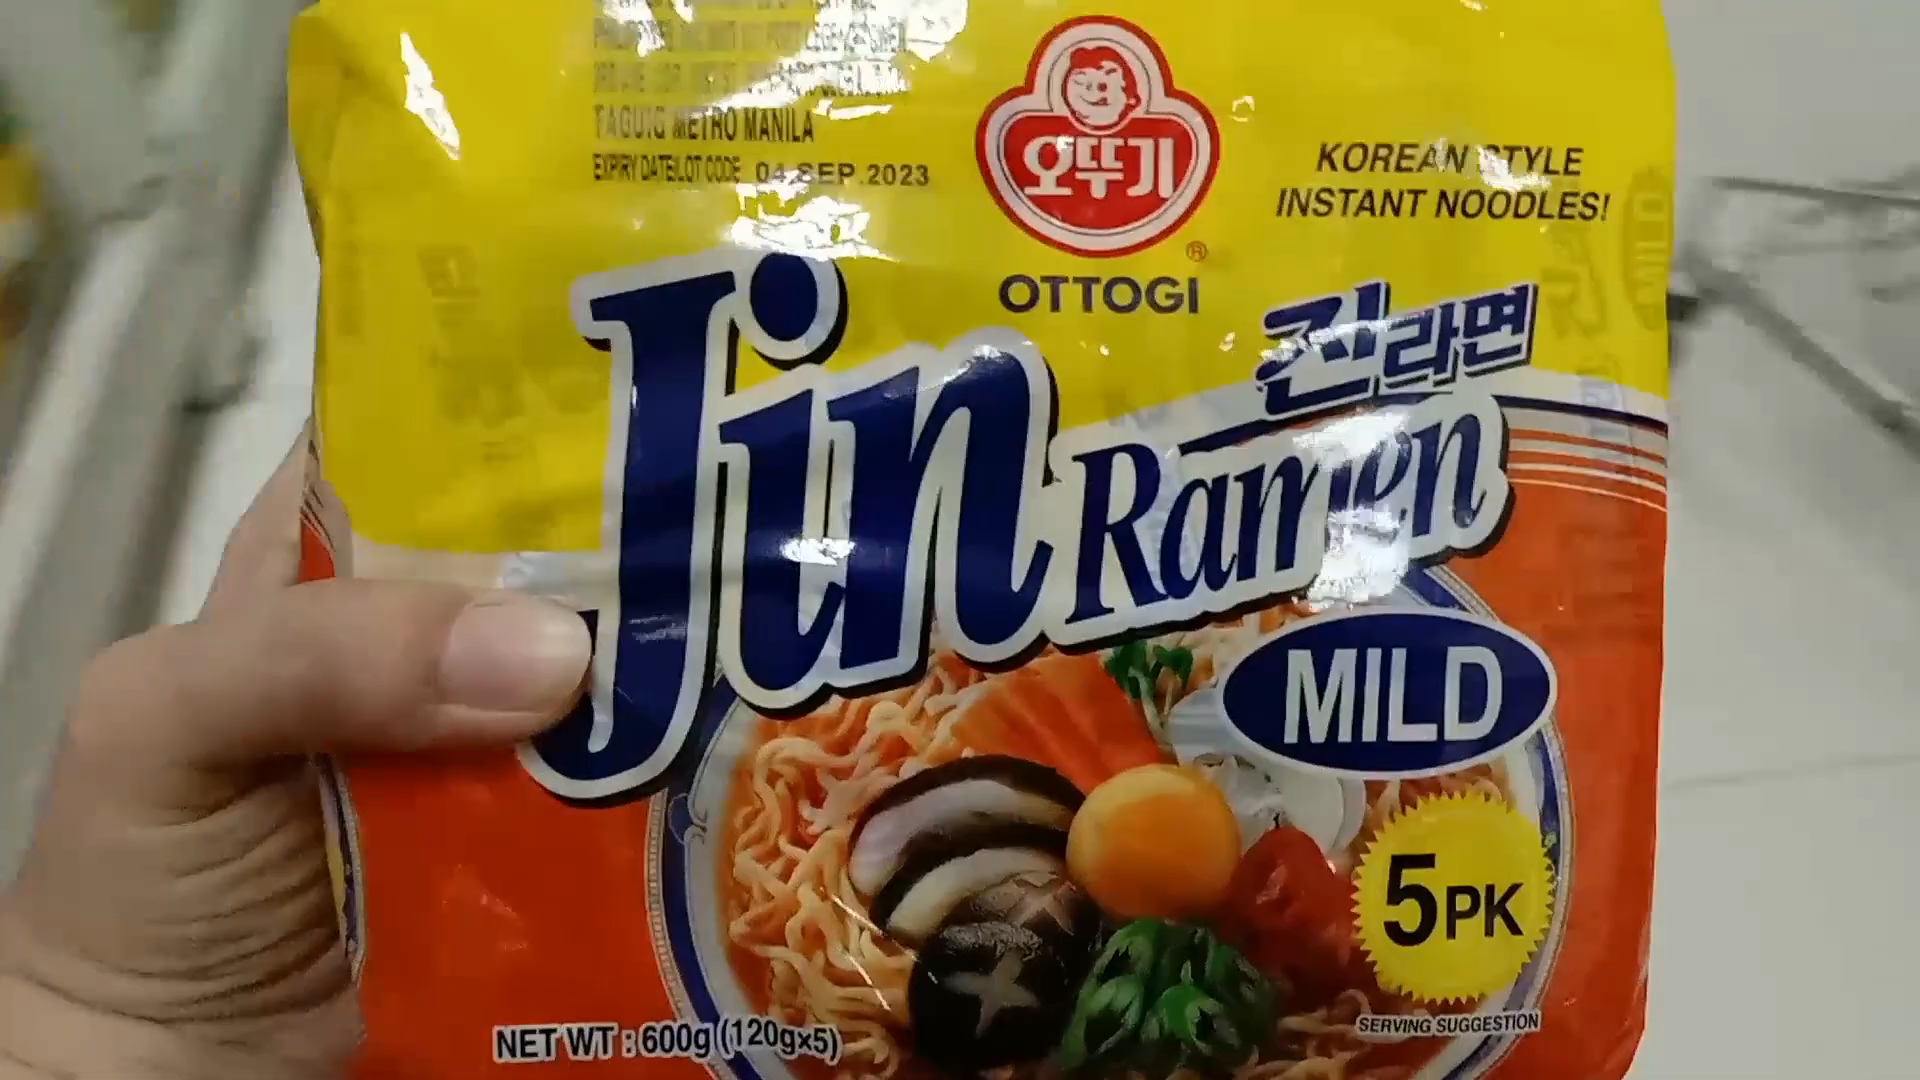 TAGUIG METRO MANILA
EXPIRY DATE/LOT CODE 04.SEP.2023
오뚜기
®
OTTOGI
KOREAN STYLE
INSTANT NOODLES!
진라면
Jin Ramen
MILD
5PK
NET WT : 600g (120g×5)
SERVING SUGGESTION